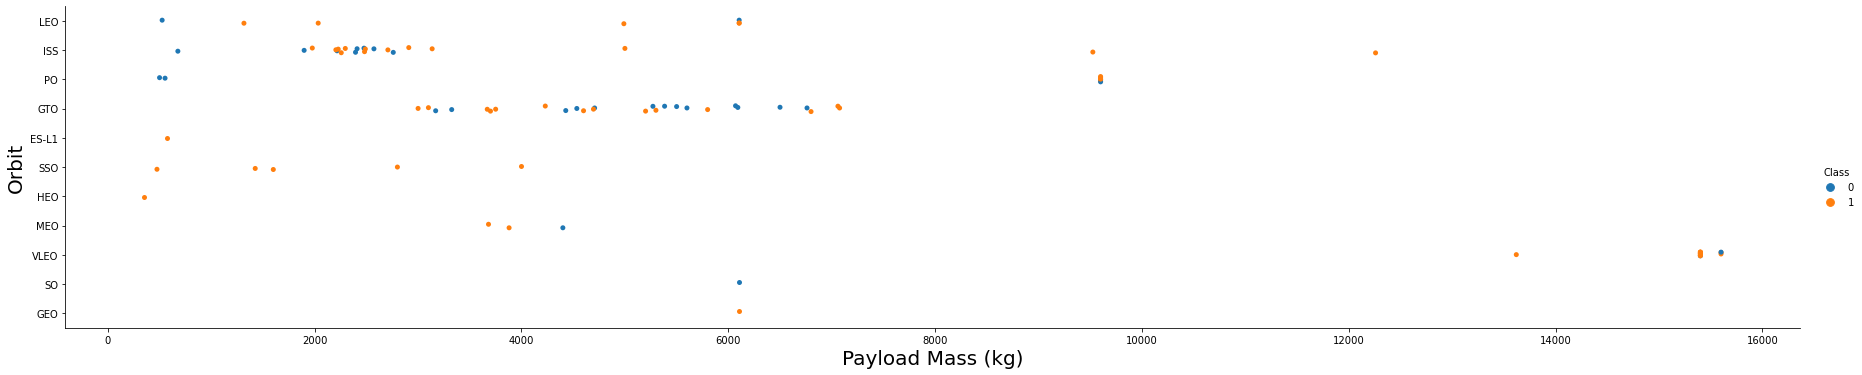 LEO
ISS
PO
GTO
ES-L1
SSO
HEO
MEO
VLEO
SO
GEO
Orbit
0 2000 4000 6000 8000 10000 12000 14000 16000
Payload Mass (kg)
Class
0
1